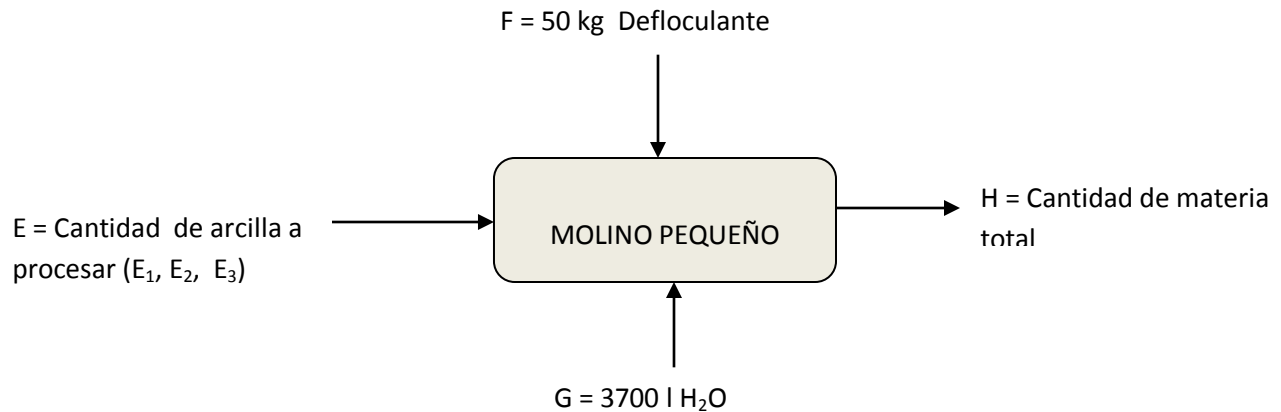 F = 50 kg Defloculante
E = Cantidad de arcilla a
procesar (E₁, E₂, E₃)
MOLINO PEQUEÑO
H = Cantidad de materia
total
G = 3700 l H₂O